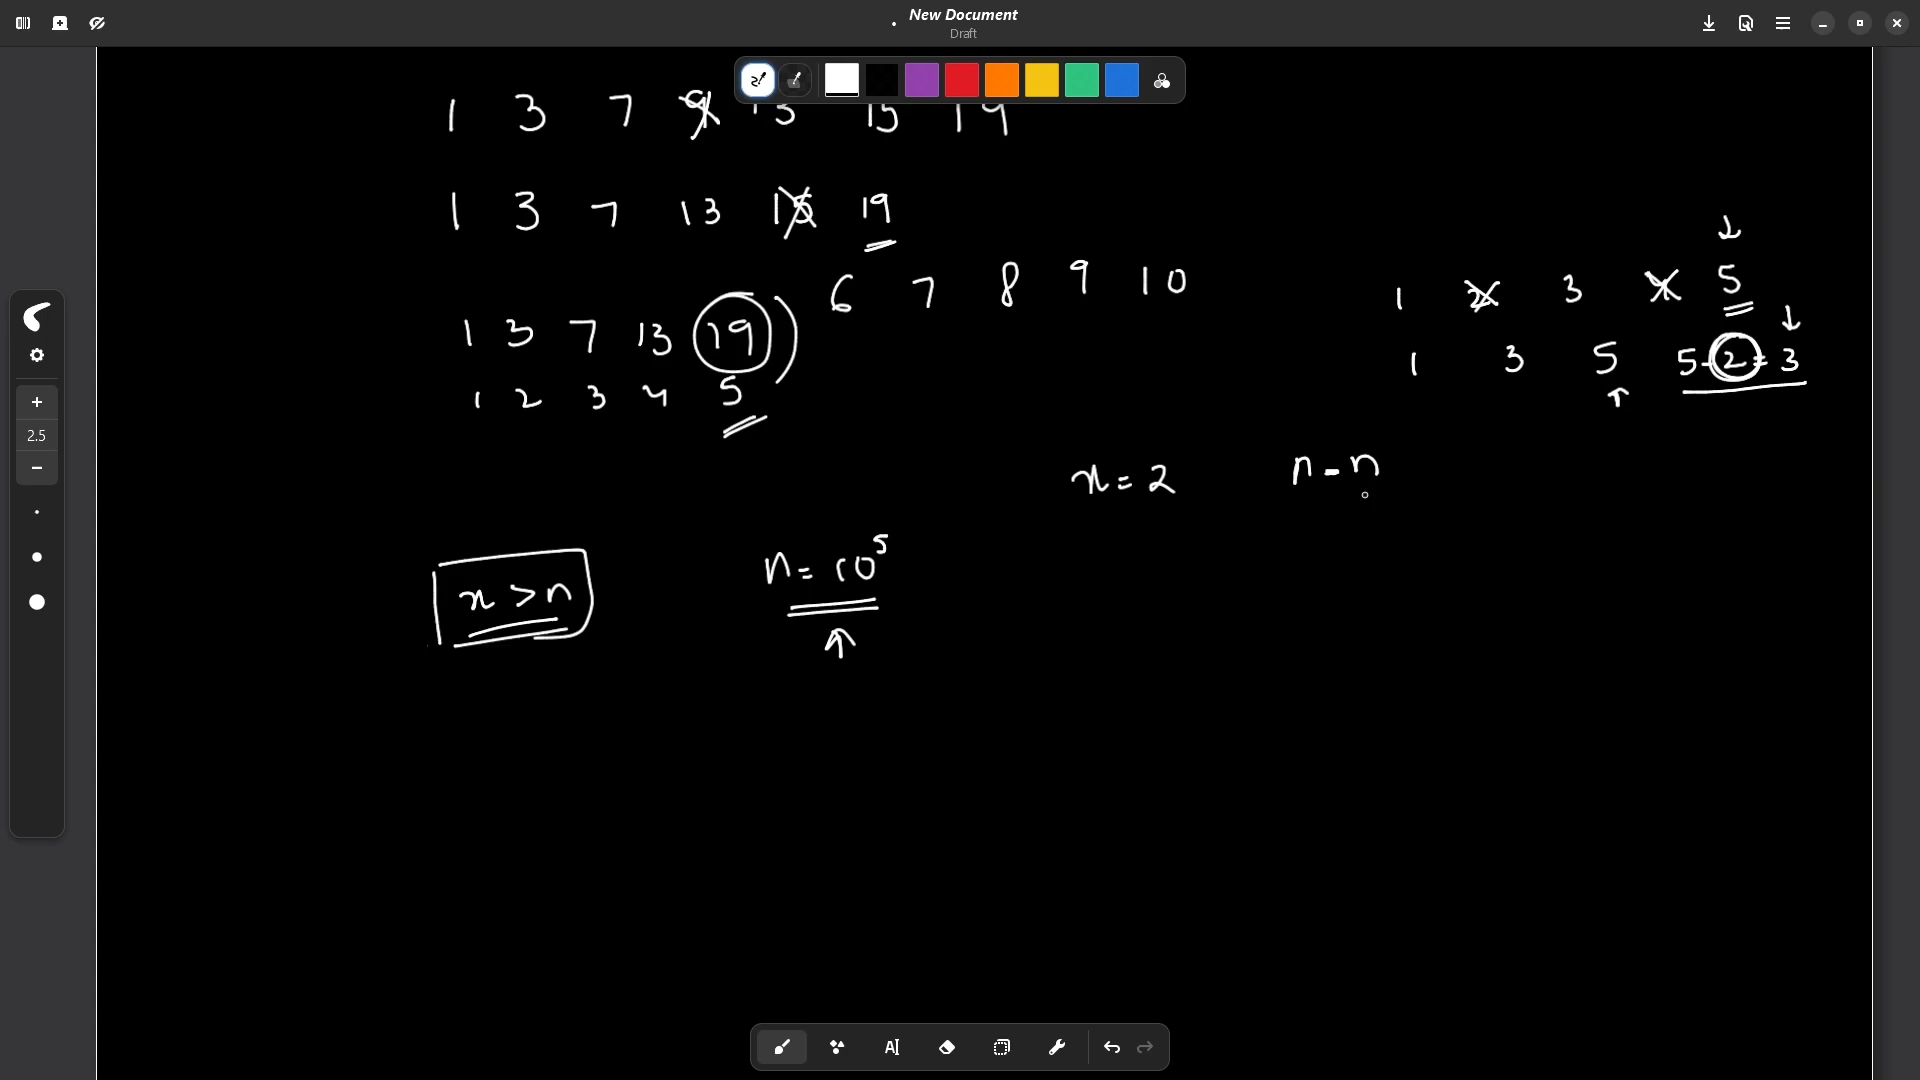 New Document
Draft
1 3 7 9 13 15 19
1 3 7 13 15 19
6 7 8 9 10
1 3 7 13 19 )
1 2 3 4 5
1 2 3 4 5
1 3 5 5-2=3
x = 2 n - n
x > n
n = 10^5
2.5
AI